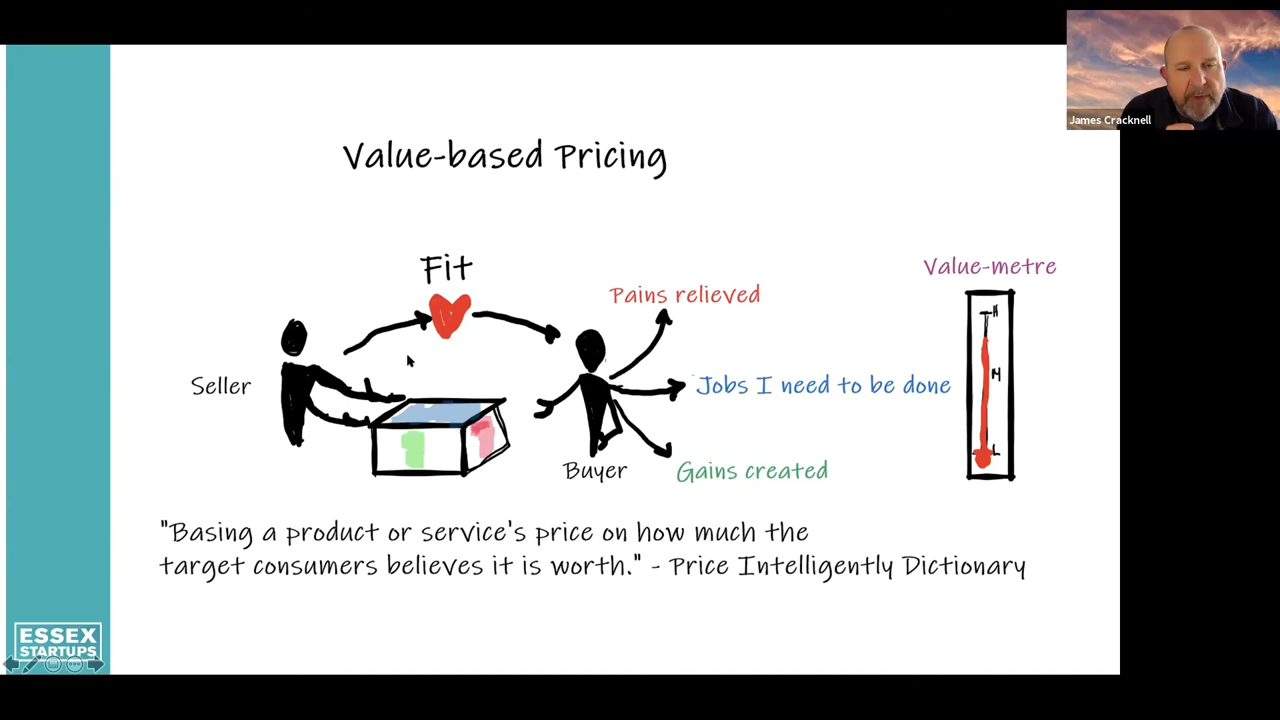 James Cracknell
Value-based Pricing
Fit
Value-metre
Pains relieved
H
Seller
Jobs I need to be done
M
L
Buyer
Gains created
"Basing a product or service's price on how much the
target consumers believes it is worth." - Price Intelligently Dictionary
ESSEX
STARTUPS